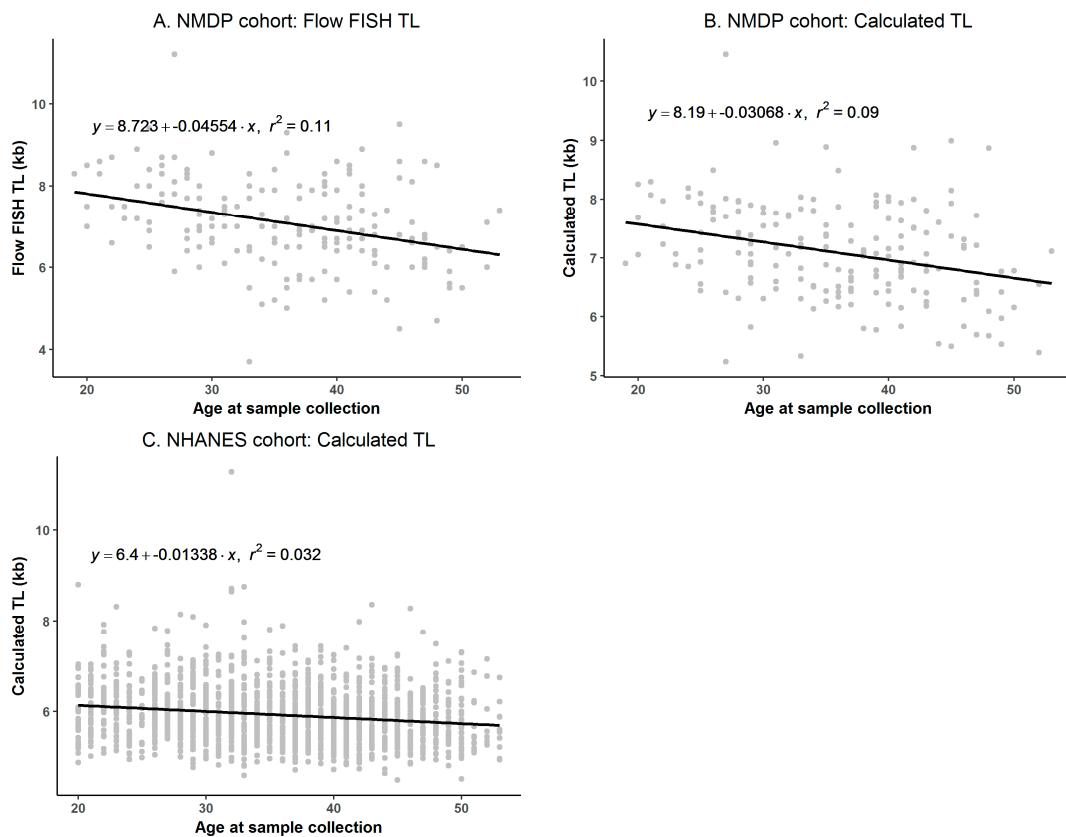 A. NMDP cohort: Flow FISH TL
y = 8.723 + -0.04554 · x, r² = 0.11
10
8
6
4
Flow FISH TL (kb)
20 30 40 50
Age at sample collection
B. NMDP cohort: Calculated TL
y = 8.19 + -0.03068 · x, r² = 0.09
10
9
8
7
6
5
Calculated TL (kb)
20 30 40 50
Age at sample collection
C. NHANES cohort: Calculated TL
y = 6.4 + -0.01338 · x, r² = 0.032
10
8
6
Calculated TL (kb)
20 30 40 50
Age at sample collection